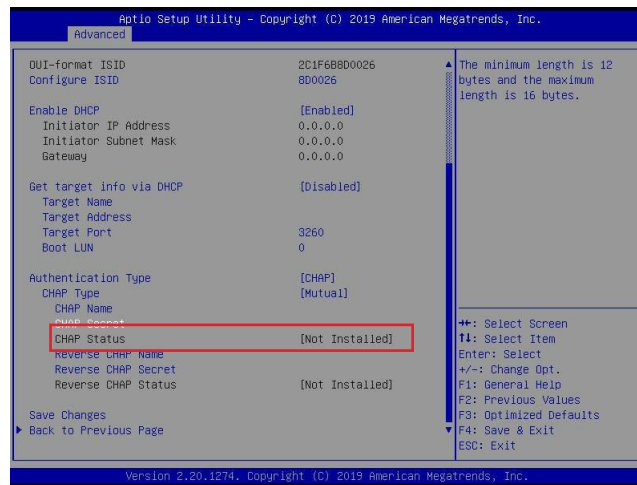 Aptio Setup Utility – Copyright (C) 2019 American Megatrends, Inc.
Advanced
OUI-format ISID 2C1F6B8D0026
Configure ISID 8D0026
Enable DHCP [Enabled]
Initiator IP Address 0.0.0.0
Initiator Subnet Mask 0.0.0.0
Gateway 0.0.0.0
Get target info via DHCP [Disabled]
Target Name
Target Address
Target Port 3260
Boot LUN 0
Authentication Type [CHAP]
CHAP Type [Mutual]
CHAP Name
CHAP Secret
CHAP Status [Not Installed]
Reverse CHAP Name
Reverse CHAP Secret
Reverse CHAP Status [Not Installed]
Save Changes
Back to Previous Page
The minimum length is 12
bytes and the maximum
length is 16 bytes.
→←: Select Screen
↑↓: Select Item
Enter: Select
+/-: Change Opt.
F1: General Help
F2: Previous Values
F3: Optimized Defaults
F4: Save & Exit
ESC: Exit
Version 2.20.1274. Copyright (C) 2019 American Megatrends, Inc.